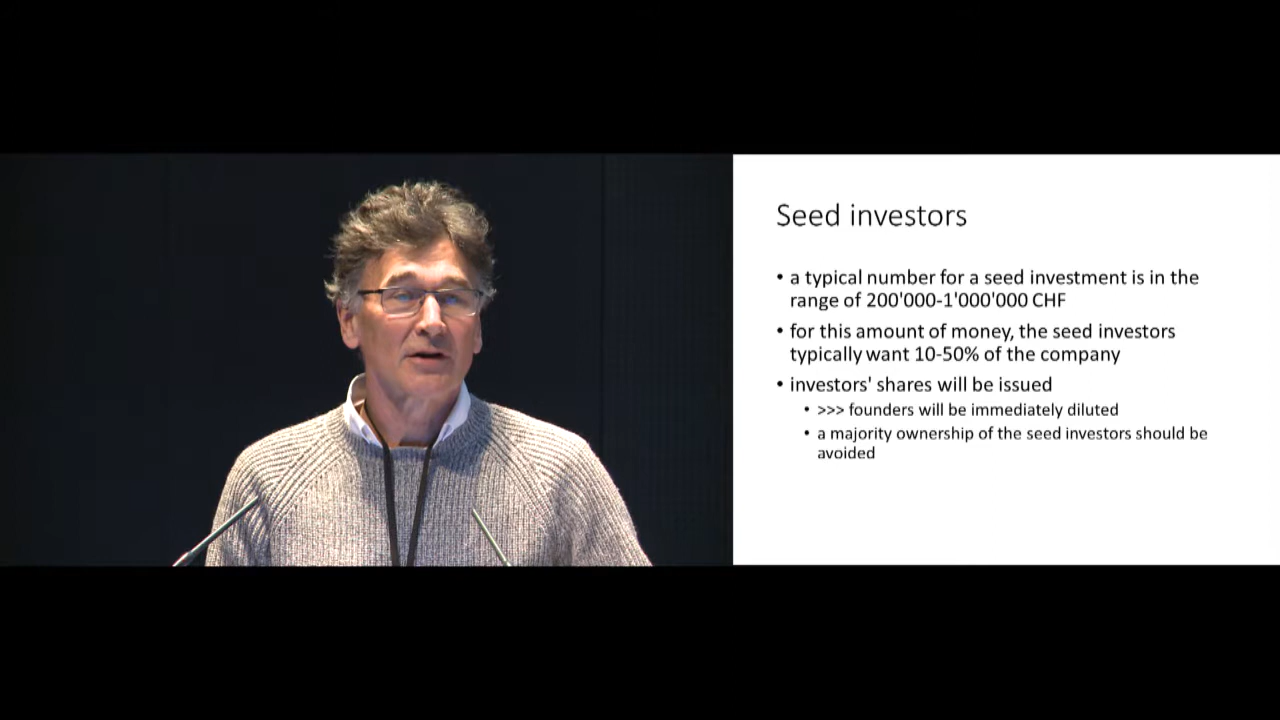 Seed investors
• a typical number for a seed investment is in the
range of 200'000-1'000'000 CHF
• for this amount of money, the seed investors
typically want 10-50% of the company
• investors' shares will be issued
• >>> founders will be immediately diluted
• a majority ownership of the seed investors should be
avoided